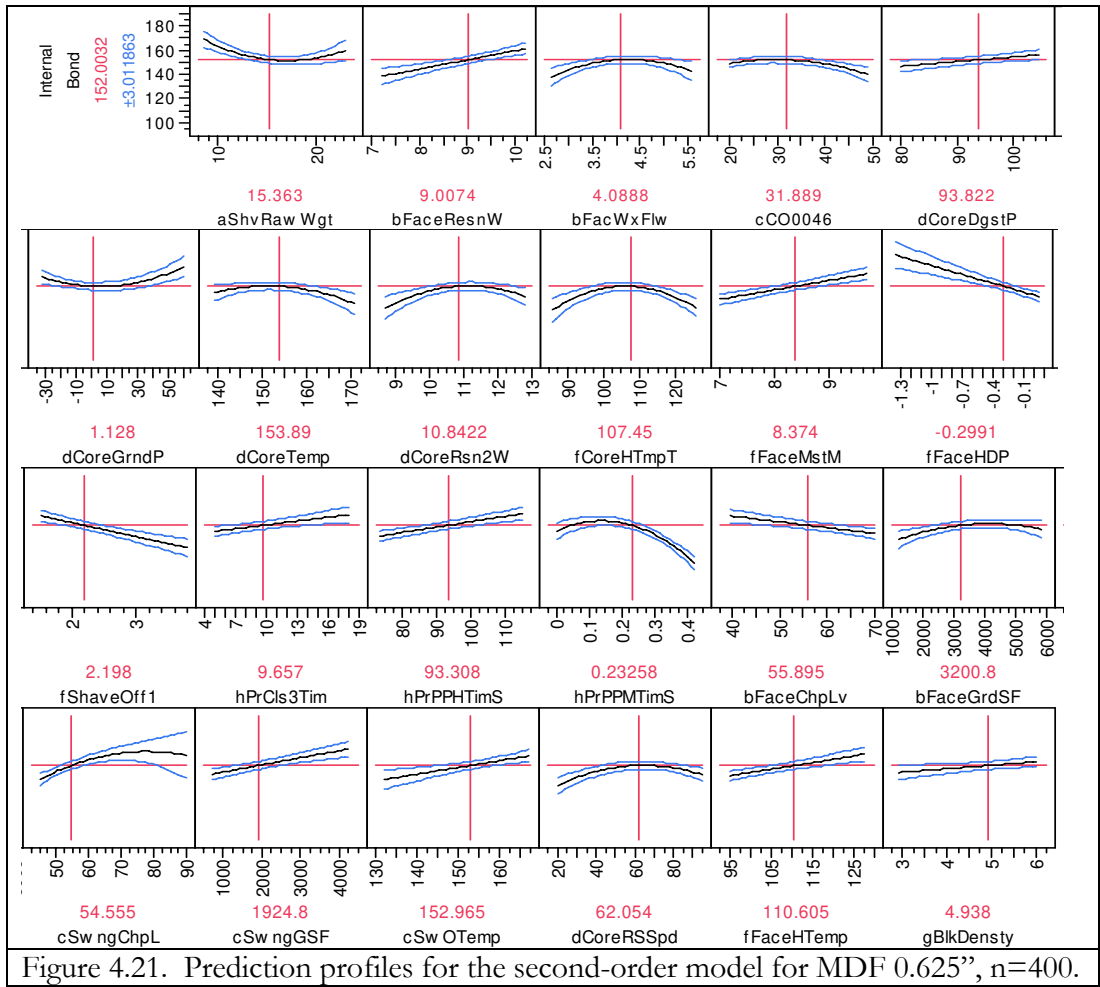 Internal
Bond
152.0032
±3.011863
180
160
140
120
100
10 20
7 8 9 10
2.5 3.5 4.5 5.5
20 30 40 50
80 90 100
15.363 9.0074 4.0888 31.889 93.822
aShvRaw Wgt bFaceResnW bFacWxFlw cCO0046 dCoreDgstP
-30 -10 10 30 50
140 150 160 170
9 10 11 12 13
90 100 110 120
7 8 9
-1.3 -1 -0.7 -0.4 -0.1
1.128 153.89 10.8422 107.45 8.374 -0.2991
dCoreGrndP dCoreTemp dCoreRsn2W fCoreHTmpT fFaceMstM fFaceHDP
2 3
4 7 10 13 16 19
80 90 100 110
0 0.1 0.2 0.3 0.4
40 50 60 70
1000 2000 3000 4000 5000 6000
2.198 9.657 93.308 0.23258 55.895 3200.8
fShaveOff1 hPrCls3Tim hPrPPHTimS hPrPPMTimS bFaceChpLv bFaceGrdSF
50 60 70 80 90
1000 2000 3000 4000
130 140 150 160
20 40 60 80
95 105 115 125
3 4 5 6
54.555 1924.8 152.965 62.054 110.605 4.938
cSw ngChpL cSw ngGSF cSw OTemp dCoreRSSpd fFaceHTemp gBlkDensty
Figure 4.21. Prediction profiles for the second-order model for MDF 0.625”, n=400.